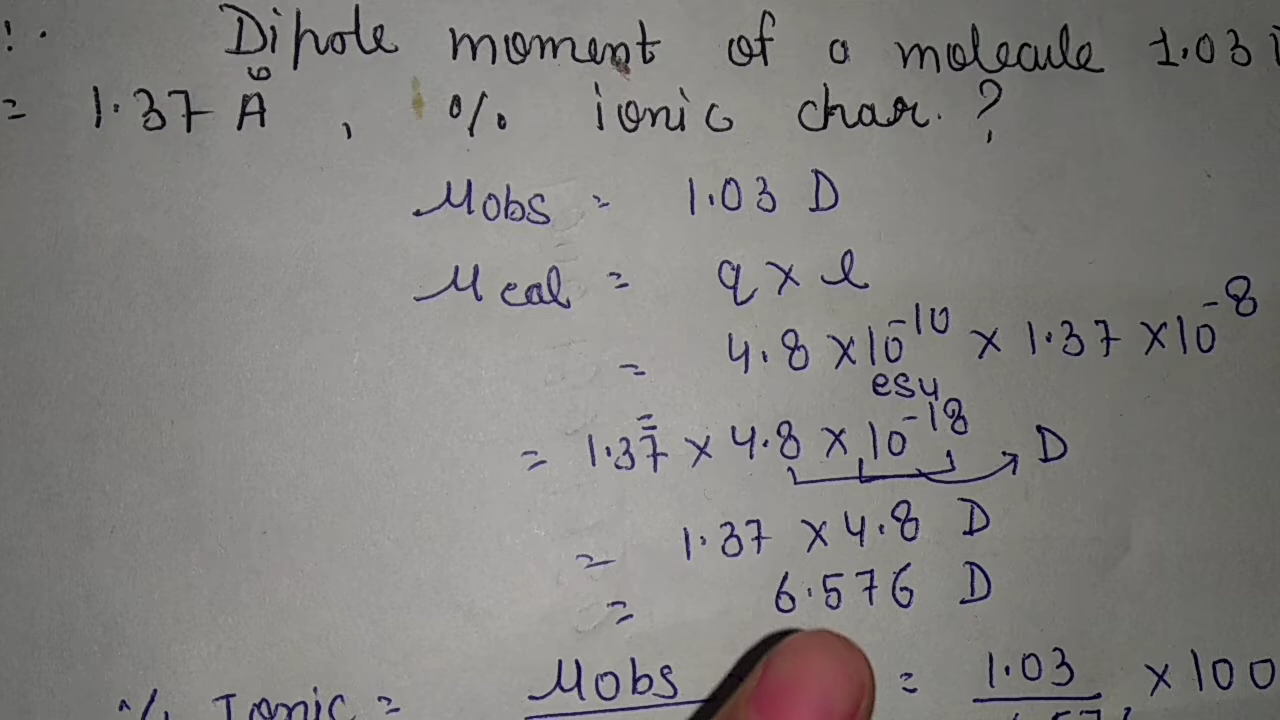 Dipole moment of a molecule 1.03 D
= 1.37 Å , % ionic char. ?
μobs = 1.03 D
μcal = q × l
= 4.8 × 10⁻¹⁰ × 1.37 × 10⁻⁸
esu
= 1.37 × 4.8 × 10⁻¹⁸ → D
= 1.37 × 4.8 D
= 6.576 D
% Ionic = μobs = 1.03 × 100